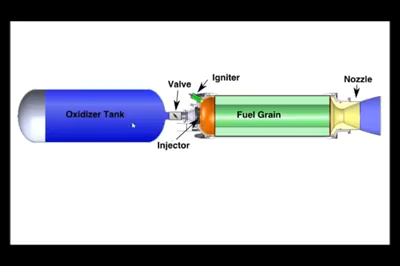 Igniter
Valve
Nozzle
Oxidizer Tank
Fuel Grain
Injector